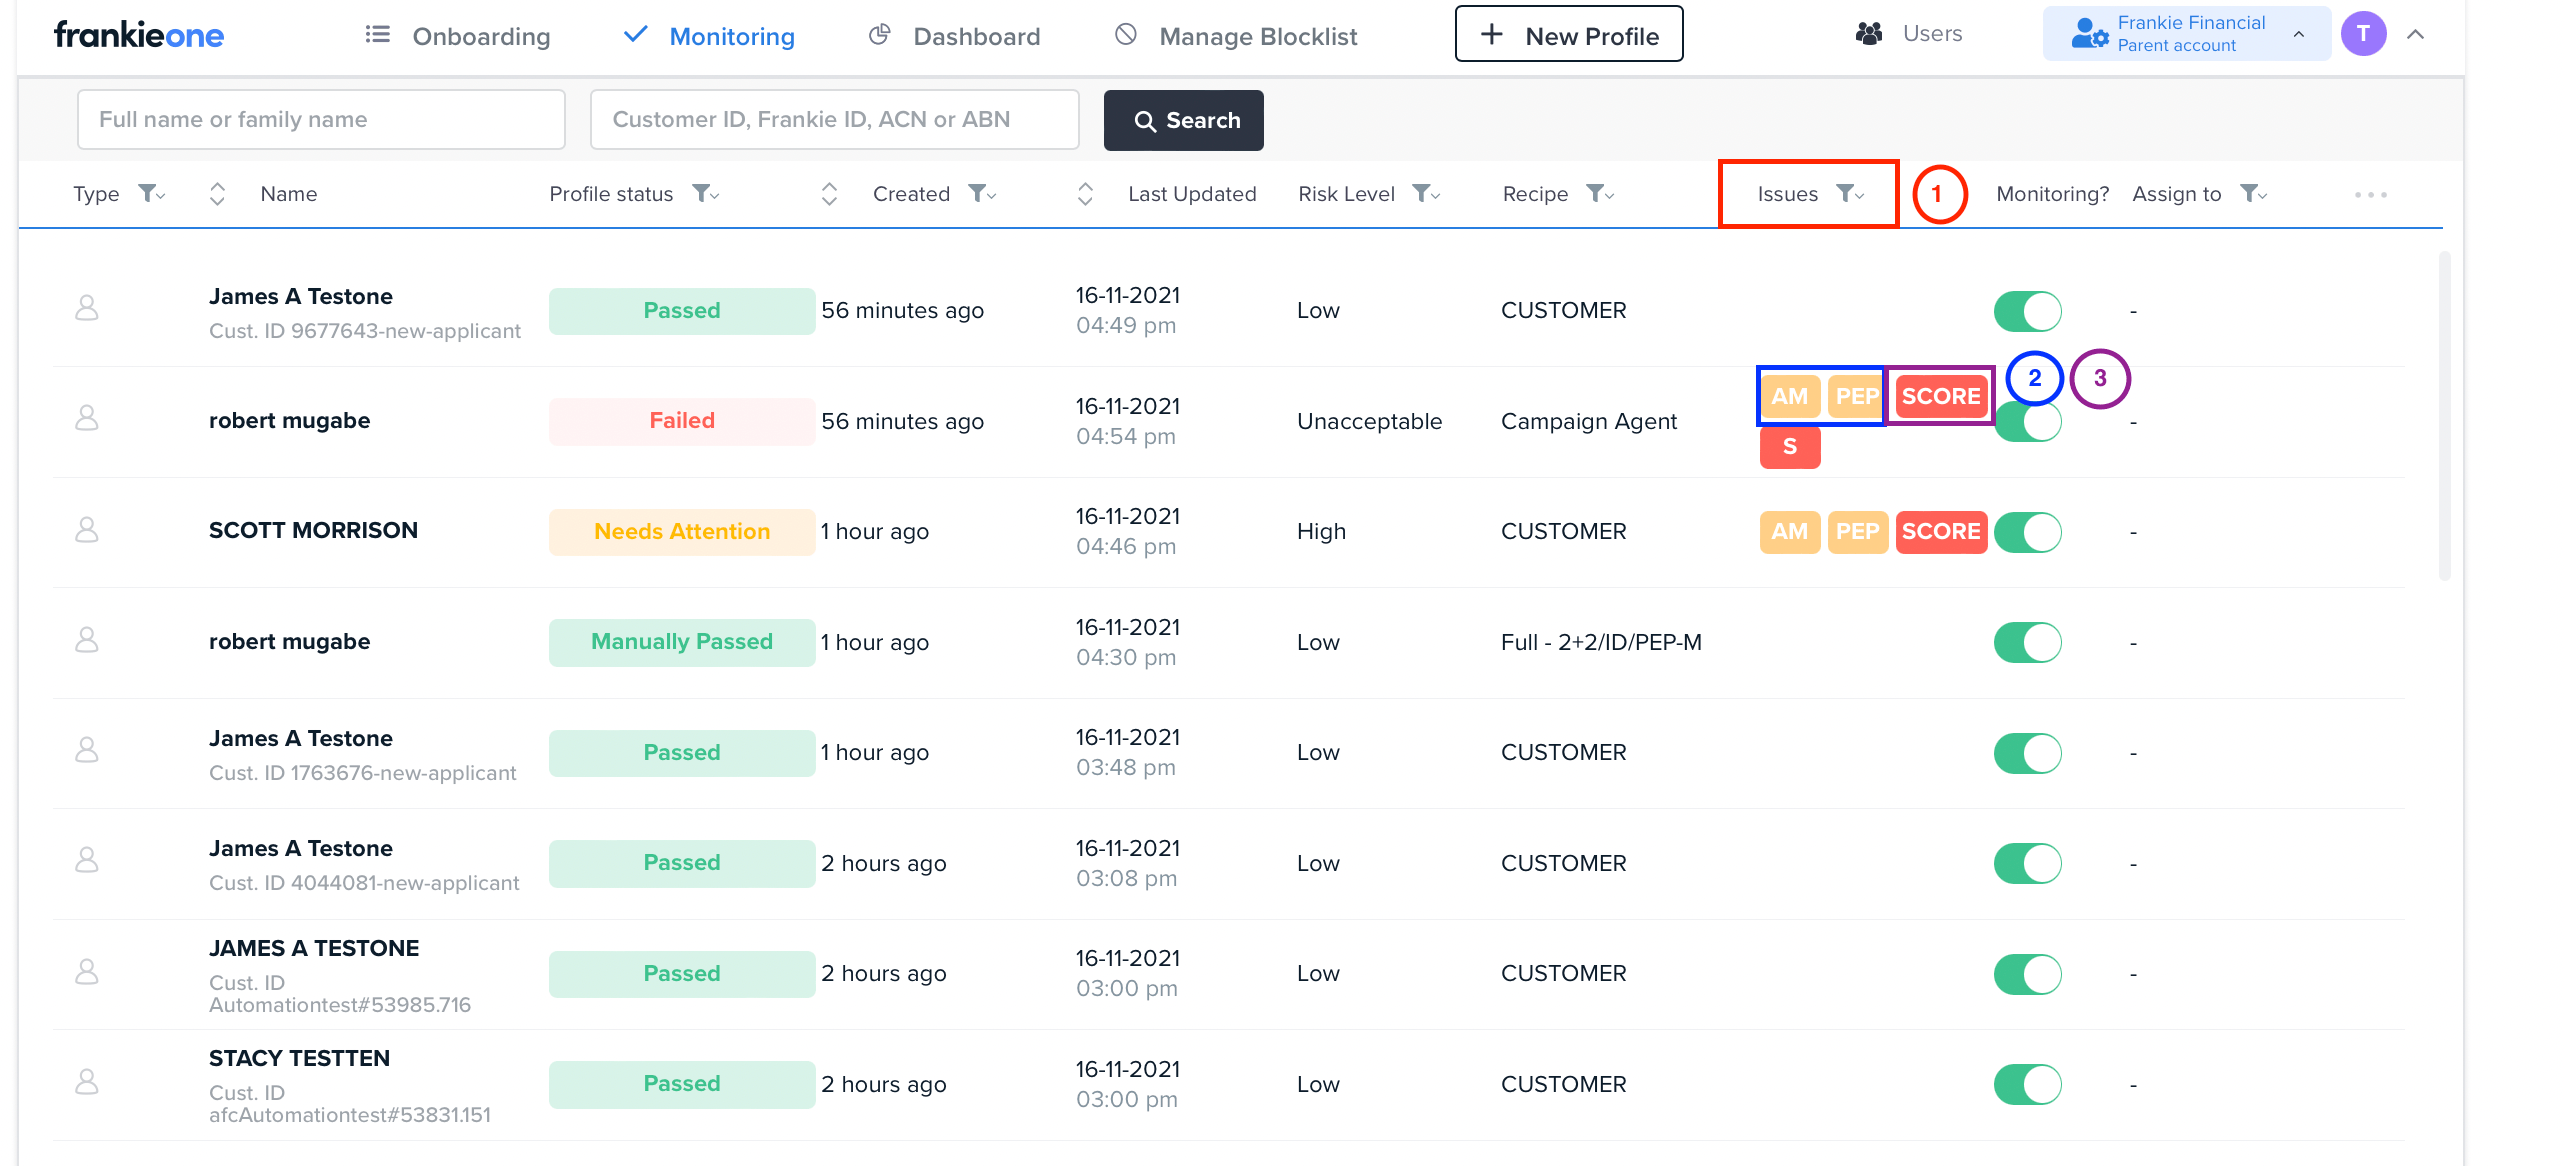 frankieone
Onboarding
Monitoring
Dashboard
Manage Blocklist
New Profile
Users
Frankie Financial
Parent account
T
Full name or family name
Customer ID, Frankie ID, ACN or ABN
Search
Type Name Profile status Created Last Updated Risk Level Recipe Issues 1 Monitoring? Assign to
James A Testone
Cust. ID 9677643-new-applicant
Passed
56 minutes ago
16-11-2021
04:49 pm
Low
CUSTOMER
-
robert mugabe
Failed
56 minutes ago
16-11-2021
04:54 pm
Unacceptable
Campaign Agent
AM PEP SCORE
S
2 3
-
SCOTT MORRISON
Needs Attention
1 hour ago
16-11-2021
04:46 pm
High
CUSTOMER
AM PEP SCORE
-
robert mugabe
Manually Passed
1 hour ago
16-11-2021
04:30 pm
Low
Full - 2+2/ID/PEP-M
-
James A Testone
Cust. ID 1763676-new-applicant
Passed
1 hour ago
16-11-2021
03:48 pm
Low
CUSTOMER
-
James A Testone
Cust. ID 4044081-new-applicant
Passed
2 hours ago
16-11-2021
03:08 pm
Low
CUSTOMER
-
JAMES A TESTONE
Cust. ID
Automationtest#53985.716
Passed
2 hours ago
16-11-2021
03:00 pm
Low
CUSTOMER
-
STACY TESTTEN
Cust. ID
afcAutomationtest#53831.151
Passed
2 hours ago
16-11-2021
03:00 pm
Low
CUSTOMER
-